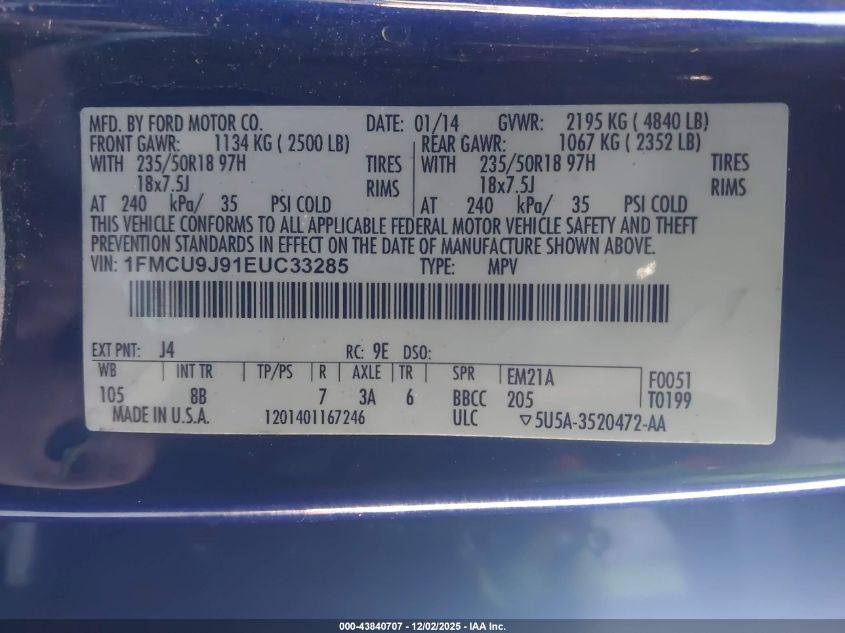 MFD. BY FORD MOTOR CO. DATE: 01/14 GVWR: 2195 KG ( 4840 LB)
FRONT GAWR: 1134 KG ( 2500 LB) REAR GAWR: 1067 KG ( 2352 LB)
WITH 235/50R18 97H TIRES WITH 235/50R18 97H TIRES
18x7.5J RIMS 18x7.5J RIMS
AT 240 kPa/ 35 PSI COLD AT 240 kPa/ 35 PSI COLD
THIS VEHICLE CONFORMS TO ALL APPLICABLE FEDERAL MOTOR VEHICLE SAFETY AND THEFT
PREVENTION STANDARDS IN EFFECT ON THE DATE OF MANUFACTURE SHOWN ABOVE.
VIN: 1FMCU9J91EUC33285 TYPE: MPV
EXT PNT: J4 RC: 9E DSO:
WB INT TR TP/PS R AXLE TR SPR EM21A F0051
105 8B 7 3A 6 BBCC 205 T0199
MADE IN U.S.A. 1201401167246 ULC ▽5U5A-3520472-AA
000-43840707 - 12/02/2025 - IAA Inc.